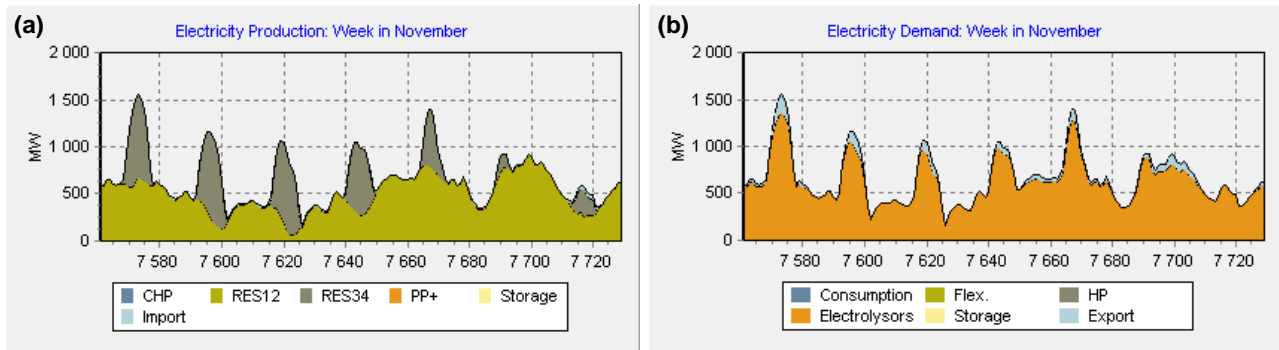 (a)
Electricity Production: Week in November
2 000
1 500
1 000
500
0
MW
7 580 7 600 7 620 7 640 7 660 7 680 7 700 7 720
CHP RES12 RES34 PP+ Storage
Import
(b)
Electricity Demand: Week in November
2 000
1 500
1 000
500
0
MW
7 580 7 600 7 620 7 640 7 660 7 680 7 700 7 720
Consumption Flex. HP
Electrolysors Storage Export